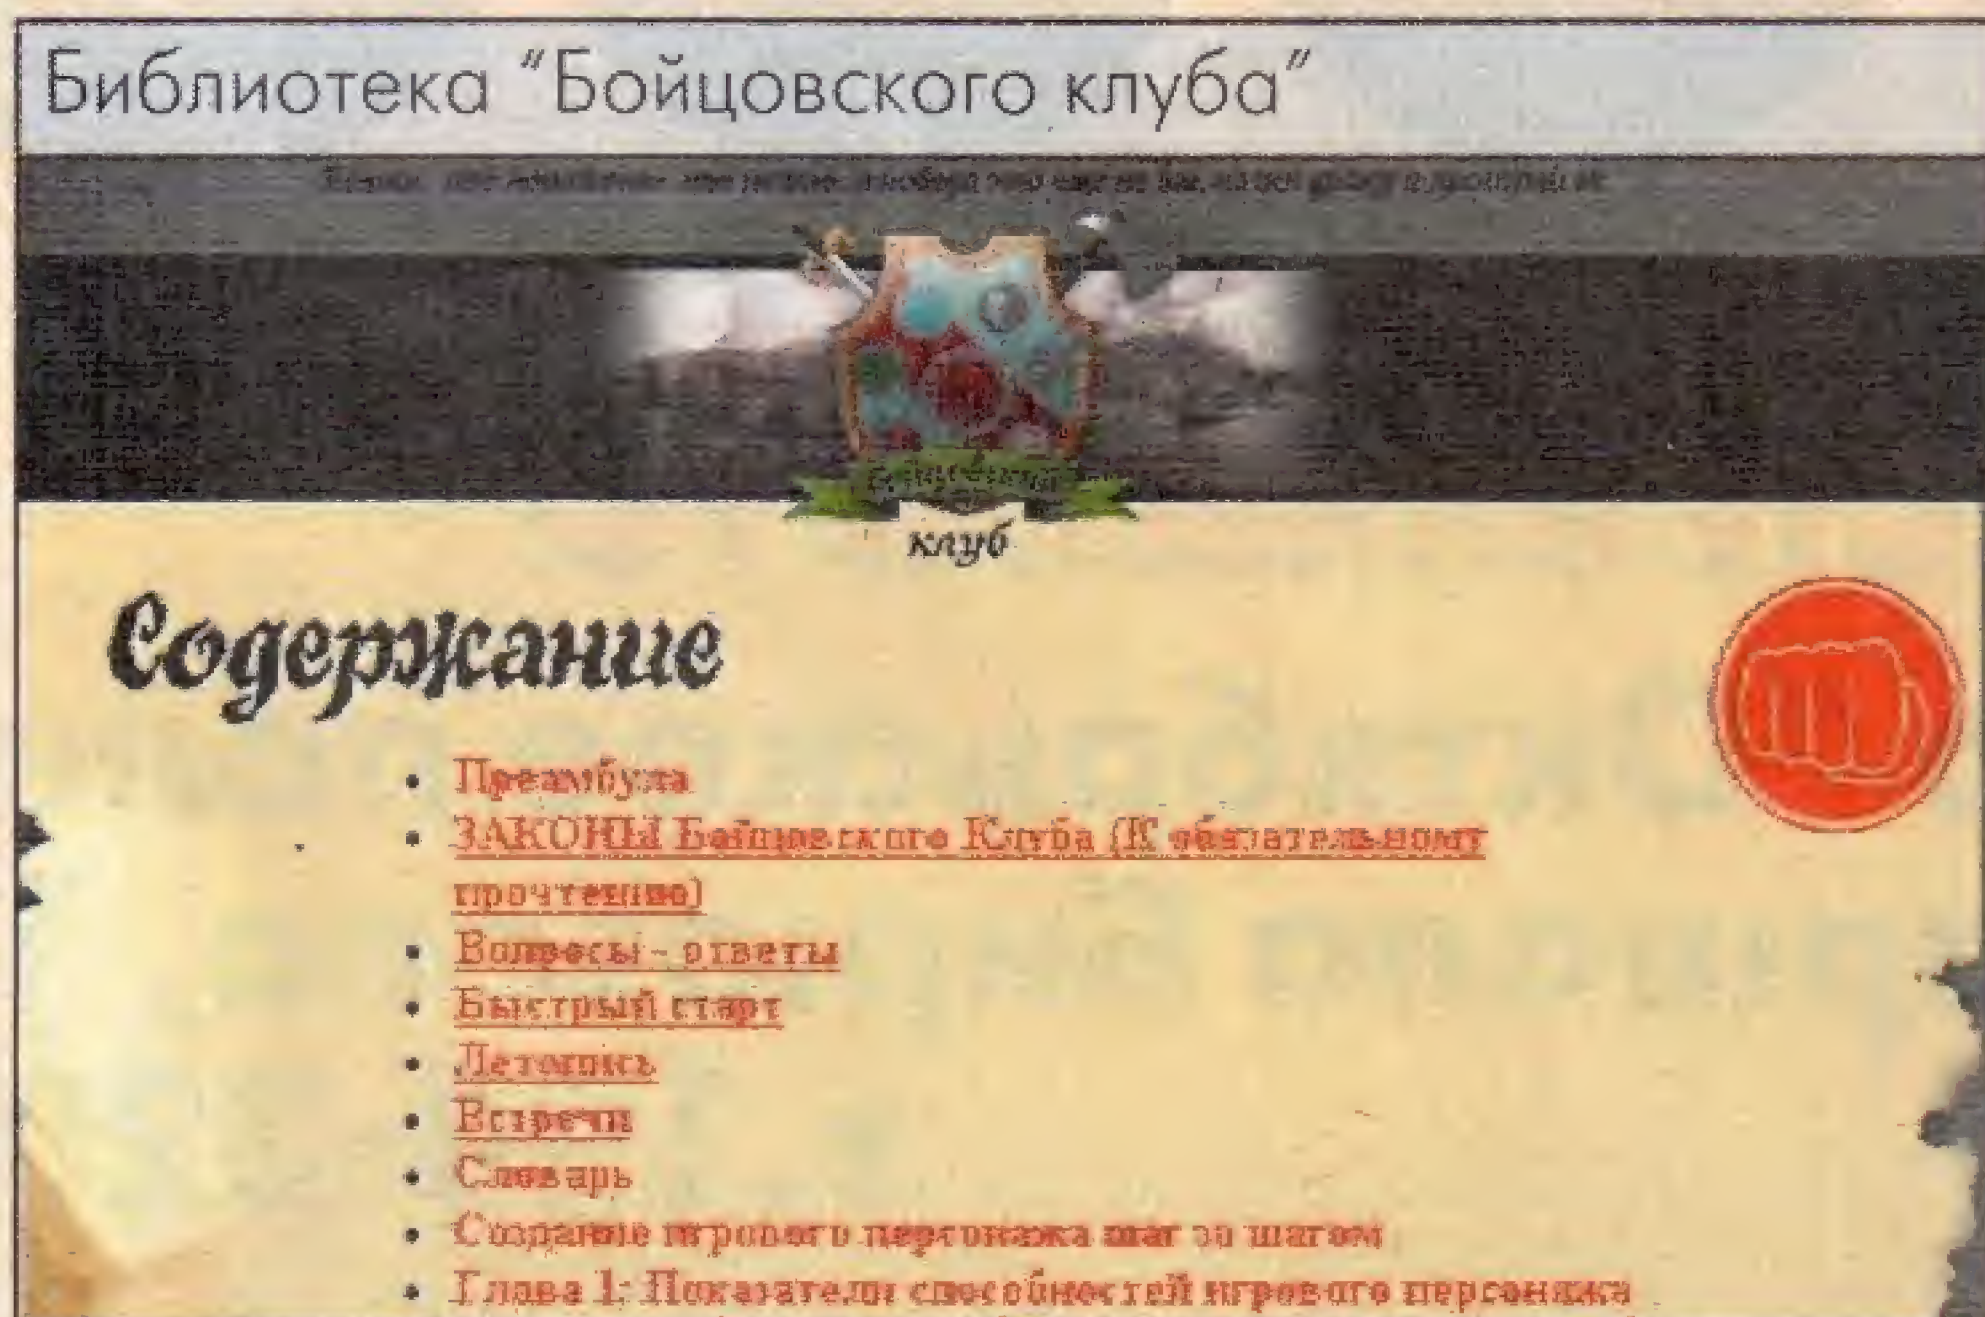 Библиотека "Бойцовского клуба"
клуб
Содержание
Преамбула
ЗАКОНЫ Бойцовского Клуба (К обязательному
прочтению)
Вопросы - ответы
Быстрый старт
Летопись
Встречи
Словарь
Создание игрового персонажа шаг за шагом
Глава 1: Показатели способностей игрового персонажа